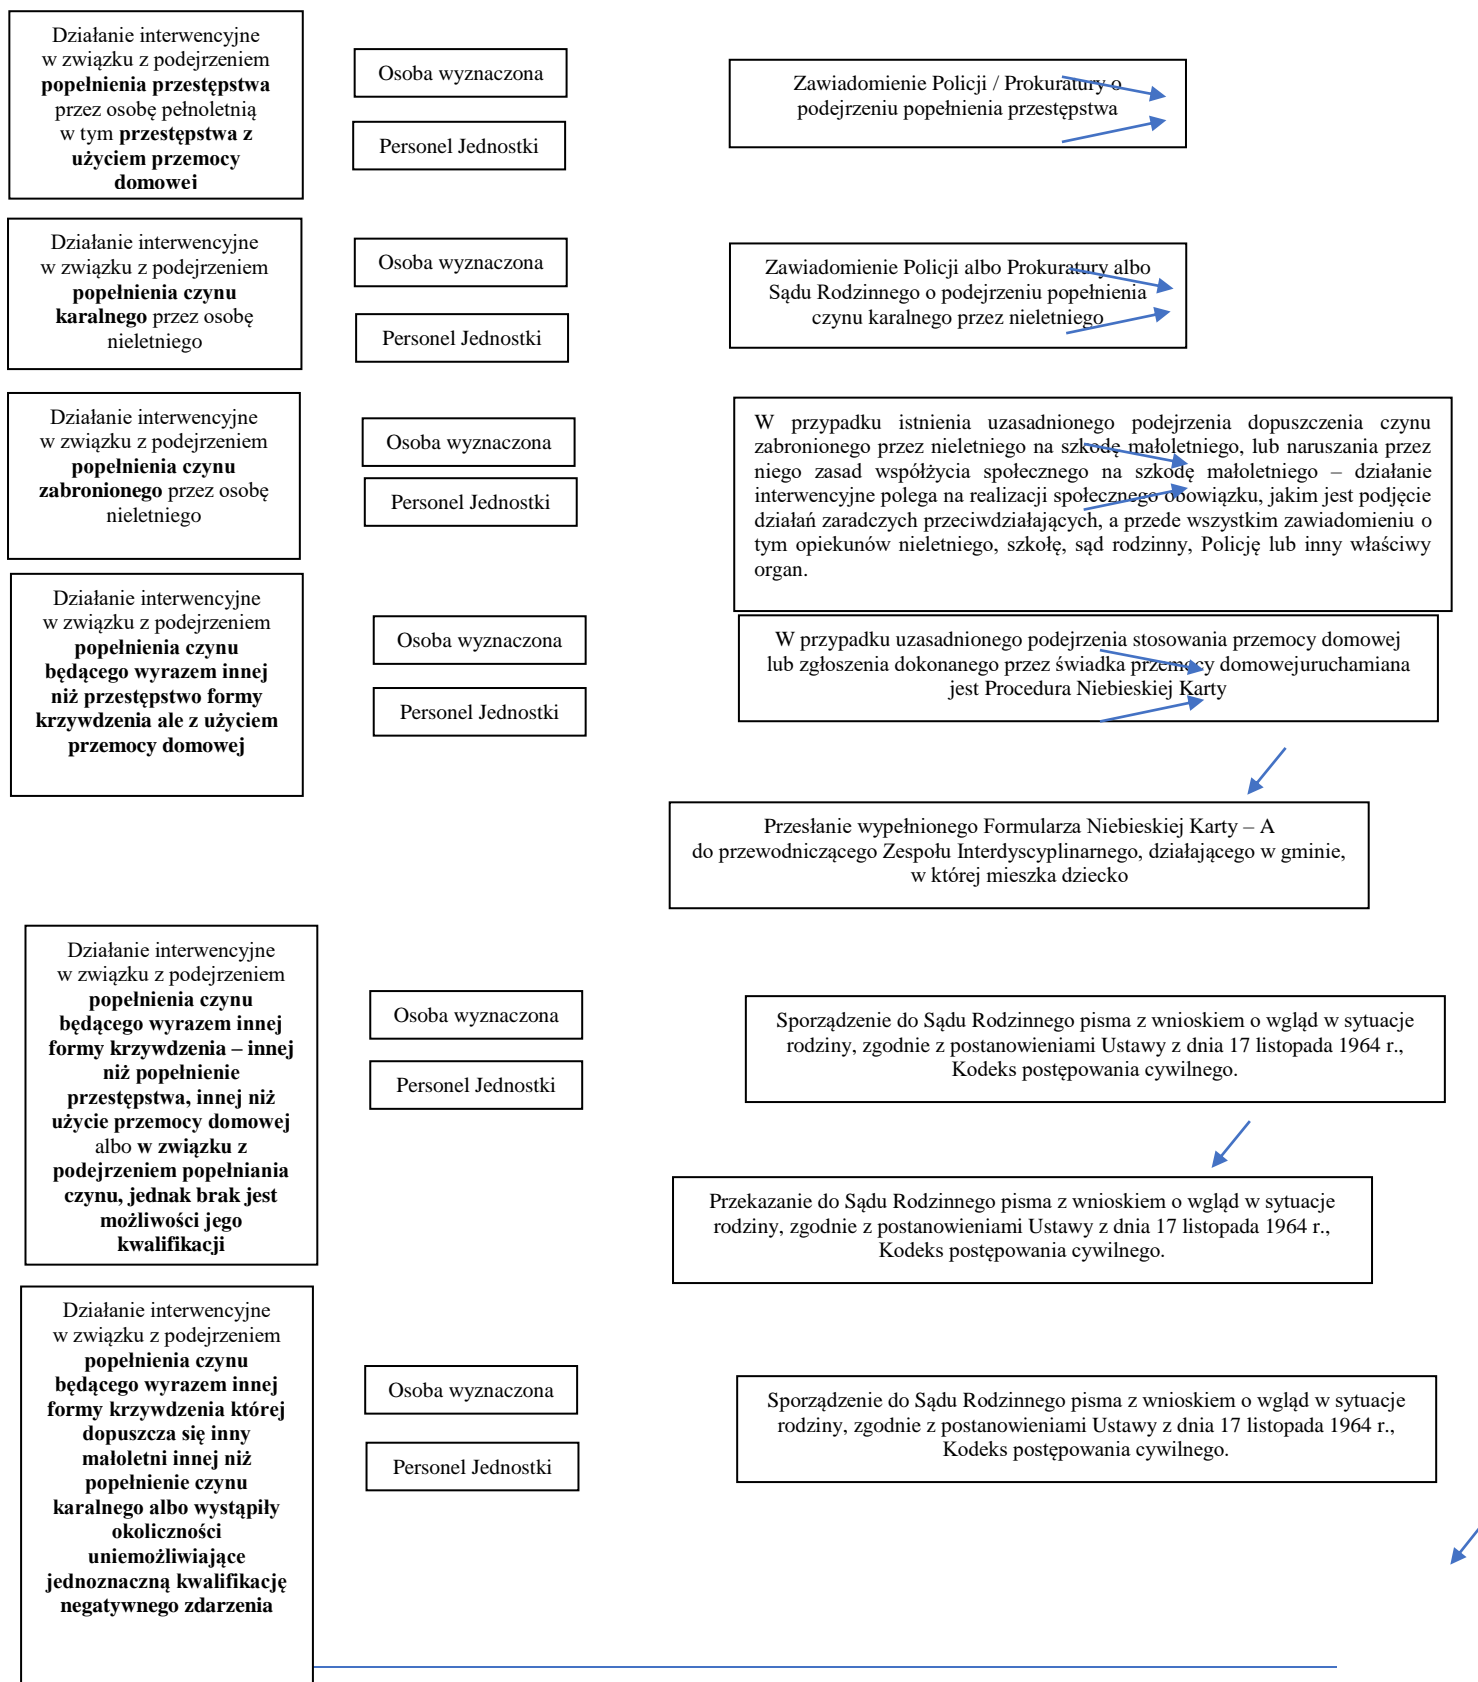 Działanie interwencyjne
w związku z podejrzeniem
popełnienia przestępstwa
przez osobę pełnoletnią
w tym przestępstwa z
użyciem przemocy
domowej
Osoba wyznaczona
Personel Jednostki
Zawiadomienie Policji / Prokuratury o
podejrzeniu popełnienia przestępstwa
Działanie interwencyjne
w związku z podejrzeniem
popełnienia czynu
karalnego przez osobę
nieletniego
Osoba wyznaczona
Personel Jednostki
Zawiadomienie Policji albo Prokuratury albo
Sądu Rodzinnego o podejrzeniu popełnienia
czynu karalnego przez nieletniego
Działanie interwencyjne
w związku z podejrzeniem
popełnienia czynu
zabronionego przez osobę
nieletniego
Osoba wyznaczona
Personel Jednostki
W przypadku istnienia uzasadnionego podejrzenia dopuszczenia czynu
zabronionego przez nieletniego na szkodę małoletniego, lub naruszania przez
niego zasad współżycia społecznego na szkodę małoletniego – działanie
interwencyjne polega na realizacji społecznego obowiązku, jakim jest podjęcie
działań zaradczych przeciwdziałających, a przede wszystkim zawiadomieniu o
tym opiekunów nieletniego, szkołę, sąd rodzinny, Policję lub inny właściwy
organ.
Działanie interwencyjne
w związku z podejrzeniem
popełnienia czynu
będącego wyrazem innej
niż przestępstwo formy
krzywdzenia ale z użyciem
przemocy domowej
Osoba wyznaczona
Personel Jednostki
W przypadku uzasadnionego podejrzenia stosowania przemocy domowej
lub zgłoszenia dokonanego przez świadka przemocy domowejuruchamiana
jest Procedura Niebieskiej Karty
Przesłanie wypełnionego Formularza Niebieskiej Karty – A
do przewodniczącego Zespołu Interdyscyplinarnego, działającego w gminie,
w której mieszka dziecko
Działanie interwencyjne
w związku z podejrzeniem
popełnienia czynu
będącego wyrazem innej
formy krzywdzenia – innej
niż popełnienie
przestępstwa, innej niż
użycie przemocy domowej
albo w związku z
podejrzeniem popełniania
czynu, jednak brak jest
możliwości jego
kwalifikacji
Osoba wyznaczona
Personel Jednostki
Sporządzenie do Sądu Rodzinnego pisma z wnioskiem o wgląd w sytuacje
rodziny, zgodnie z postanowieniami Ustawy z dnia 17 listopada 1964 r.,
Kodeks postępowania cywilnego.
Przekazanie do Sądu Rodzinnego pisma z wnioskiem o wgląd w sytuacje
rodziny, zgodnie z postanowieniami Ustawy z dnia 17 listopada 1964 r.,
Kodeks postępowania cywilnego.
Działanie interwencyjne
w związku z podejrzeniem
popełnienia czynu
będącego wyrazem innej
formy krzywdzenia której
dopuszcza się inny
małoletni innej niż
popełnienie czynu
karalnego albo wystąpiły
okoliczności
uniemożliwiające
jednoznaczną kwalifikację
negatywnego zdarzenia
Osoba wyznaczona
Personel Jednostki
Sporządzenie do Sądu Rodzinnego pisma z wnioskiem o wgląd w sytuacje
rodziny, zgodnie z postanowieniami Ustawy z dnia 17 listopada 1964 r.,
Kodeks postępowania cywilnego.